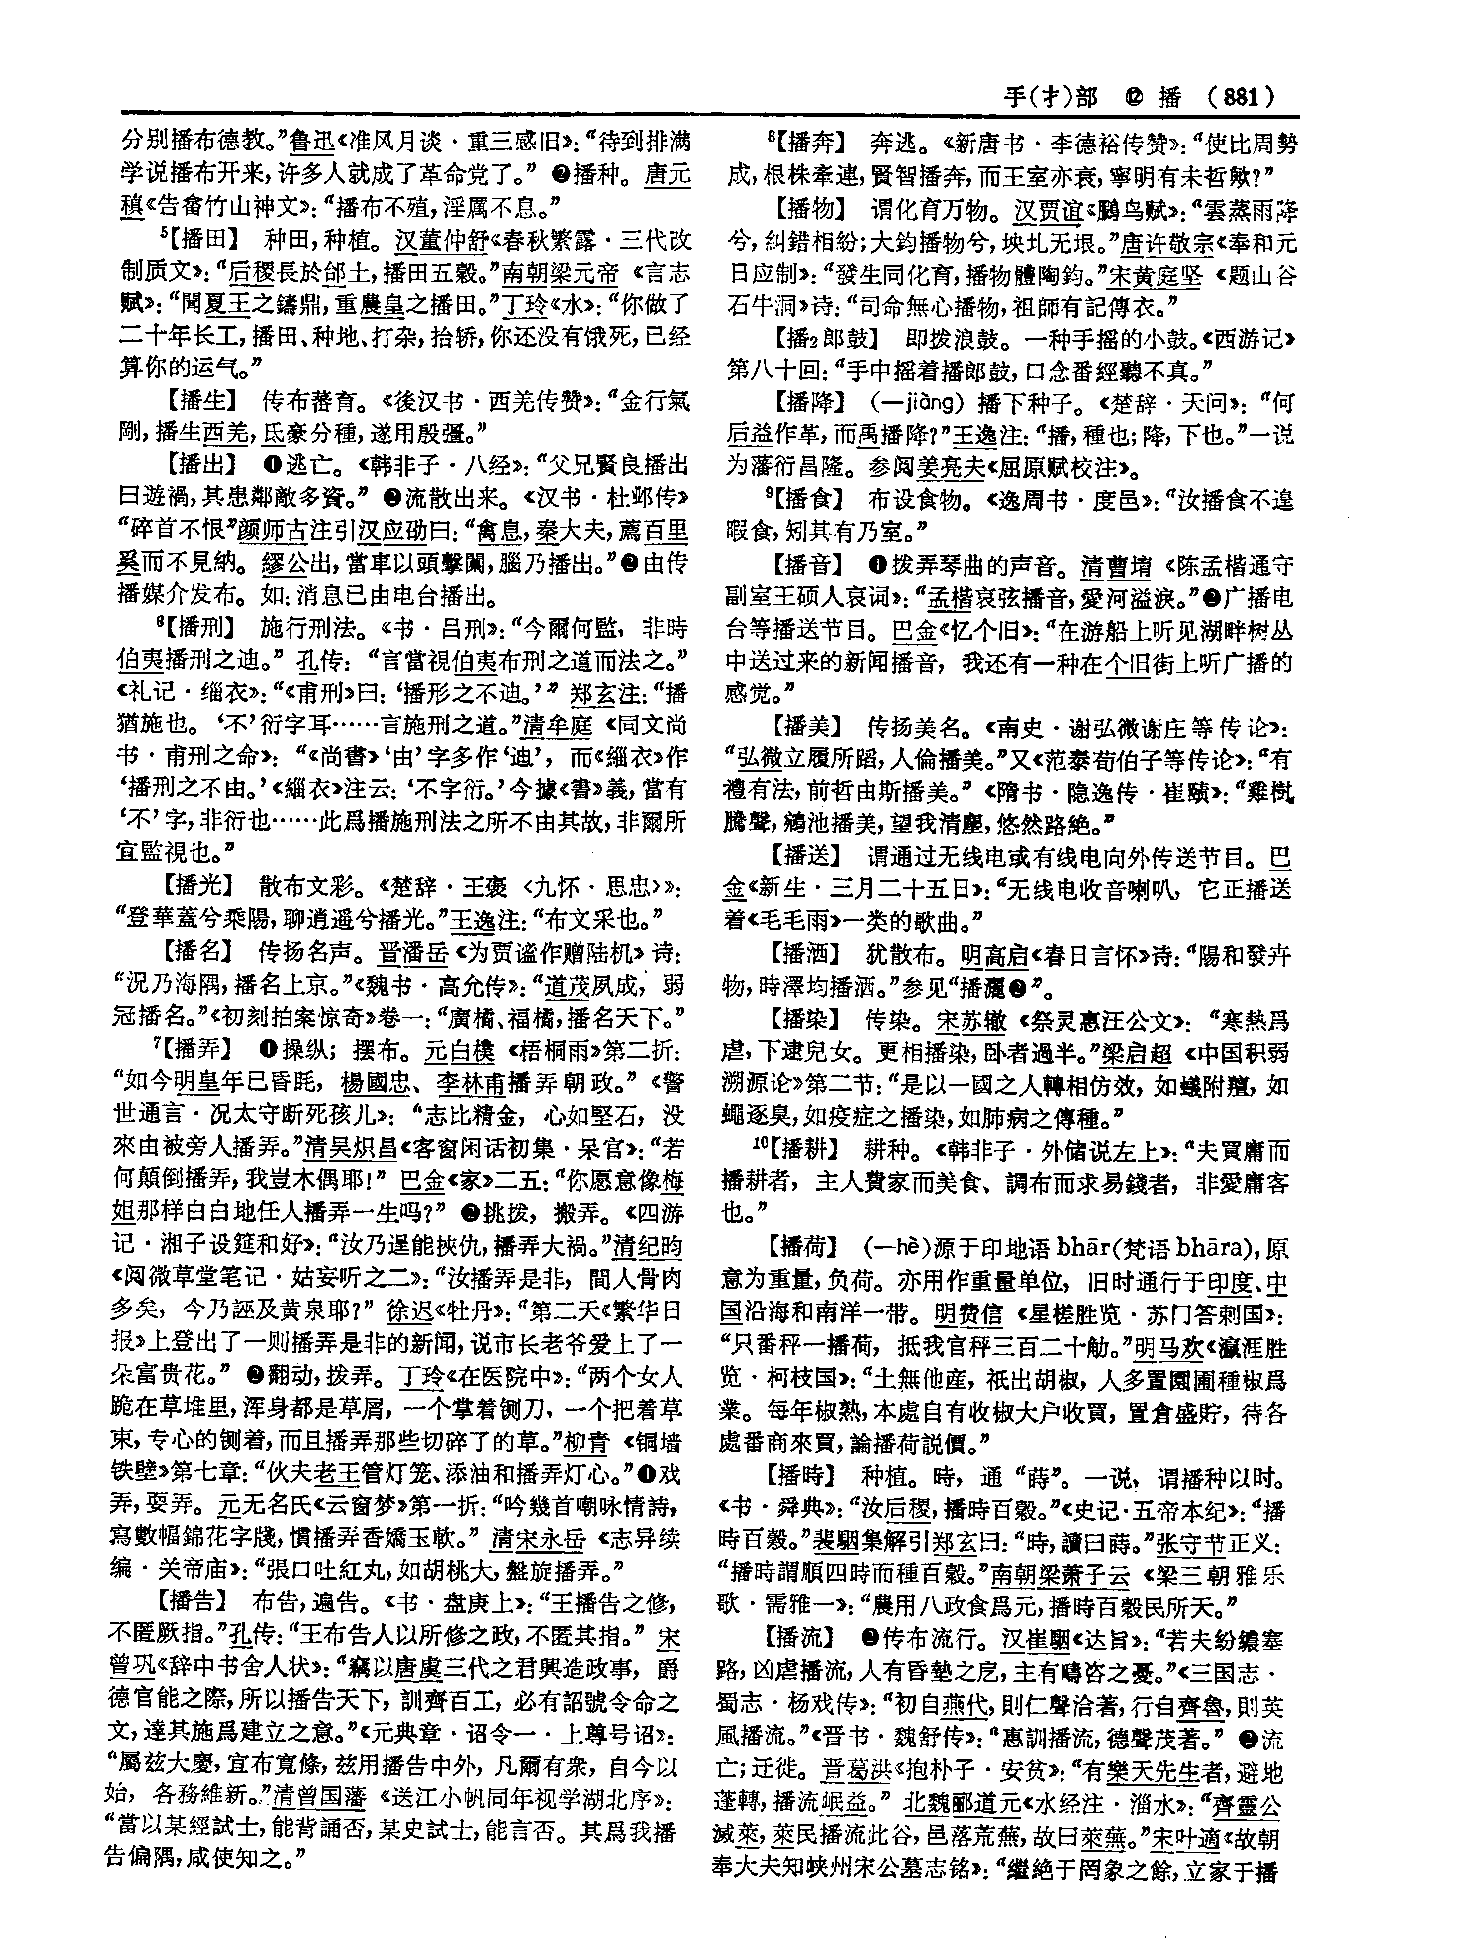 手(扌)部 ⑫ 播 (881)
分别播布德教。”鲁迅《准风月谈·重三感旧》：“待到排满
学说播布开来，许多人就成了革命党了。” ❷播种。唐元
稹《告畲竹山神文》：“播布不殖，淫厲不息。”
⁵【播田】 种田，种植。汉董仲舒《春秋繁露·三代改
制质文》：“后稷長於邰土，播田五穀。”南朝梁元帝《言志
赋》：“聞夏王之鑄鼎，重農皇之播田。”丁玲《水》：“你做了
二十年长工，播田、种地、打杂，抬轿，你还没有饿死，已经
算你的运气。”
【播生】 传布蕃育。《後汉书·西羌传赞》：“金行氣
剛，播生西羌，氐豪分種，遂用殷彊。”
【播出】 ❶逃亡。《韩非子·八经》：“父兄賢良播出
曰遊禍，其患鄰敵多資。” ❷流散出来。《汉书·杜邺传》
“碎首不恨”颜师古注引汉应劭曰：“禽息，秦大夫，薦百里
奚而不見納。繆公出，當車以頭擊闑，腦乃播出。”❸由传
播媒介发布。如：消息已由电台播出。
⁶【播刑】 施行刑法。《书·吕刑》：“今爾何監，非時
伯夷播刑之迪。”孔传：“言當視伯夷布刑之道而法之。”
《礼记·缁衣》：“《甫刑》曰：‘播形之不迪。’”郑玄注：“播
猶施也。‘不’衍字耳……言施刑之道。”清牟庭《同文尚
书·甫刑之命》：“《尚書》‘由’字多作‘迪’，而《緇衣》作
‘播刑之不由。’《緇衣》注云：‘不字衍。’今據《書》義，當有
‘不’字，非衍也……此爲播施刑法之所不由其故，非爾所
宜監視也。”
【播光】 散布文彩。《楚辞·王褒〈九怀·思忠〉》：
“登華蓋兮乘陽，聊逍遥兮播光。”王逸注：“布文采也。”
【播名】 传扬名声。晋潘岳《为贾谧作赠陆机》诗：
“況乃海隅，播名上京。”《魏书·高允传》：“道茂夙成，弱
冠播名。”《初刻拍案惊奇》卷一：“廣橘、福橘，播名天下。”
⁷【播弄】 ❶操纵；摆布。元白樸《梧桐雨》第二折：
“如今明皇年已昏眊，楊國忠、李林甫播弄朝政。”《警
世通言·况太守断死孩儿》：“志比精金，心如堅石，没
來由被旁人播弄。”清吴炽昌《客窗闲话初集·呆官》：“若
何顛倒播弄，我豈木偶耶！” 巴金《家》二五：“你愿意像梅
姐那样白白地任人播弄一生吗？” ❷挑拨，搬弄。《四游
记·湘子设筵和好》：“汝乃逞能挾仇，播弄大禍。”清纪昀
《阅微草堂笔记·姑妄听之二》：“汝播弄是非，間人骨肉
多矣，今乃誣及黄泉耶？” 徐迟《牡丹》：“第二天《繁华日
报》上登出了一则播弄是非的新闻，说市长老爷爱上了一
朵富贵花。” ❸翻动，拨弄。丁玲《在医院中》：“两个女人
跪在草堆里，浑身都是草屑，一个掌着铡刀，一个把着草
束，专心的铡着，而且播弄那些切碎了的草。”柳青《铜墙
铁壁》第七章：“伙夫老王管灯笼、添油和播弄灯心。”❹戏
弄，耍弄。元无名氏《云窗梦》第一折：“吟幾首嘲咏情詩，
寫數幅錦花字牋，慣播弄香嬌玉軟。” 清宋永岳《志异续
编·关帝庙》：“張口吐紅丸，如胡桃大，盤旋播弄。”
【播告】 布告，遍告。《书·盘庚上》：“王播告之修，
不匿厥指。”孔传：“王布告人以所修之政，不匿其指。” 宋
曾巩《辞中书舍人状》：“竊以唐虞三代之君興造政事，爵
德官能之際，所以播告天下，訓齊百工，必有詔號令命之
文，達其施爲建立之意。”《元典章·诏令一·上尊号诏》：
“屬兹大慶，宜布寬條，兹用播告中外，凡爾有衆，自今以
始，各務維新。”清曾国藩《送江小帆同年视学湖北序》：
“當以某經試士，能背誦否，某史試士，能言否。其爲我播
告偏隅，咸使知之。”
⁸【播奔】 奔逃。《新唐书·李德裕传赞》：“使比周勢
成，根株牽連，賢智播奔，而王室亦衰，寧明有未哲歟？”
【播物】 谓化育万物。汉贾谊《鵩鸟赋》：“雲蒸雨降
兮，糾錯相紛；大鈞播物兮，坱圠无垠。”唐许敬宗《奉和元
日应制》：“發生同化育，播物體陶鈞。”宋黄庭坚《题山谷
石牛洞》诗：“司命無心播物，祖師有記傳衣。”
【播₂郎鼓】 即拨浪鼓。一种手摇的小鼓。《西游记》
第八十回：“手中摇着播郎鼓，口念番經聽不真。”
【播降】 （—jiàng）播下种子。《楚辞·天问》：“何
后益作革，而禹播降？”王逸注：“播，種也；降，下也。”一说
为藩衍昌隆。参阅姜亮夫《屈原赋校注》。
⁹【播食】 布设食物。《逸周书·度邑》：“汝播食不遑
暇食，矧其有乃室。”
【播音】 ❶拨弄琴曲的声音。清曹堉《陈孟楷通守
副室王硕人哀词》：“孟楷哀弦播音，愛河溢淚。”❷广播电
台等播送节目。巴金《忆个旧》：“在游船上听见湖畔树丛
中送过来的新闻播音，我还有一种在个旧街上听广播的
感觉。”
【播美】 传扬美名。《南史·谢弘微谢庄等传论》：
“弘微立履所蹈，人倫播美。”又《范泰荀伯子等传论》：“有
禮有法，前哲由斯播美。” 《隋书·隐逸传·崔赜》：“雞樹
騰聲，鵷池播美，望我清塵，悠然路絶。”
【播送】 谓通过无线电或有线电向外传送节目。巴
金《新生·三月二十五日》：“无线电收音喇叭，它正播送
着《毛毛雨》一类的歌曲。”
【播洒】 犹散布。明高启《春日言怀》诗：“陽和發卉
物，時澤均播洒。”参见“播灑❷”。
【播染】 传染。宋苏辙《祭灵惠汪公文》：“寒熱爲
虐，下逮兒女。更相播染，卧者過半。”梁启超《中国积弱
溯源论》第二节：“是以一國之人轉相仿效，如蟻附羶，如
蠅逐臭，如疫症之播染，如肺病之傳種。”
¹⁰【播耕】 耕种。《韩非子·外储说左上》：“夫買庸而
播耕者，主人費家而美食、調布而求易錢者，非愛庸客
也。”
【播荷】 （—hè）源于印地语bhār（梵语bhāra），原
意为重量，负荷。亦用作重量单位，旧时通行于印度、中
国沿海和南洋一带。明费信《星槎胜览·苏门答剌国》：
“只番秤一播荷，抵我官秤三百二十觔。”明马欢《瀛涯胜
览·柯枝国》：“土無他産，祗出胡椒，人多置園圃種椒爲
業。每年椒熟，本處自有收椒大户收買，置倉盛貯，待各
處番商來買，論播荷説價。”
【播時】 种植。時，通“蒔”。一说，谓播种以时。
《书·舜典》：“汝后稷，播時百穀。”《史记·五帝本纪》：“播
時百穀。”裴駰集解引郑玄曰：“時，讀曰蒔。”张守节正义：
“播時謂順四時而種百穀。”南朝梁萧子云《梁三朝雅乐
歌·需雅一》：“農用八政食爲元，播時百穀民所天。”
【播流】 ❶传布流行。汉崔駰《达旨》：“若夫紛纚塞
路，凶虐播流，人有昏墊之戹，主有疇咨之憂。”《三国志·
蜀志·杨戏传》：“初自燕代，則仁聲洽著，行自齊魯，則英
風播流。”《晋书·魏舒传》：“惠訓播流，德聲茂著。” ❷流
亡；迁徙。晋葛洪《抱朴子·安贫》：“有樂天先生者，避地
蓬轉，播流岷益。” 北魏郦道元《水经注·淄水》：“齊靈公
滅萊，萊民播流此谷，邑落荒蕪，故曰萊蕪。”宋叶適《故朝
奉大夫知峡州宋公墓志铭》：“繼絶于罔象之餘，立家于播